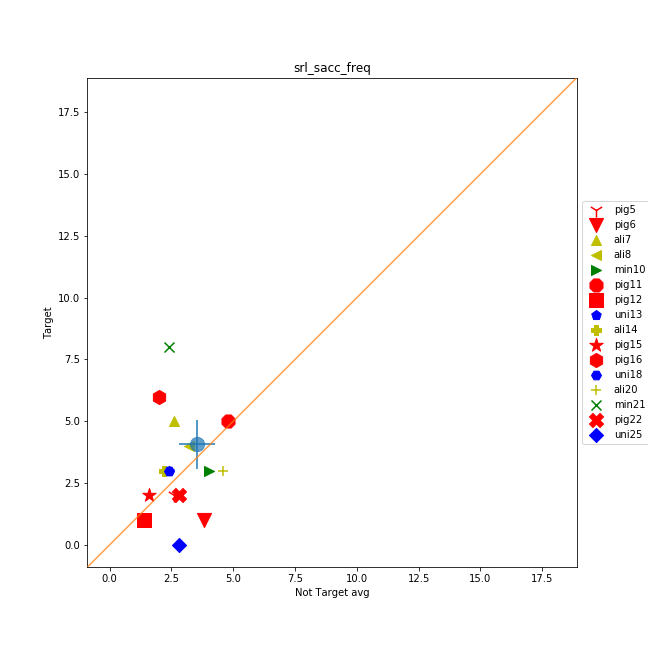 srl_sacc_freq
17.5
15.0
12.5
10.0
7.5
5.0
2.5
0.0
Target
0.0 2.5 5.0 7.5 10.0 12.5 15.0 17.5
Not Target avg
pig5
pig6
ali7
ali8
min10
pig11
pig12
uni13
ali14
pig15
pig16
uni18
ali20
min21
pig22
uni25